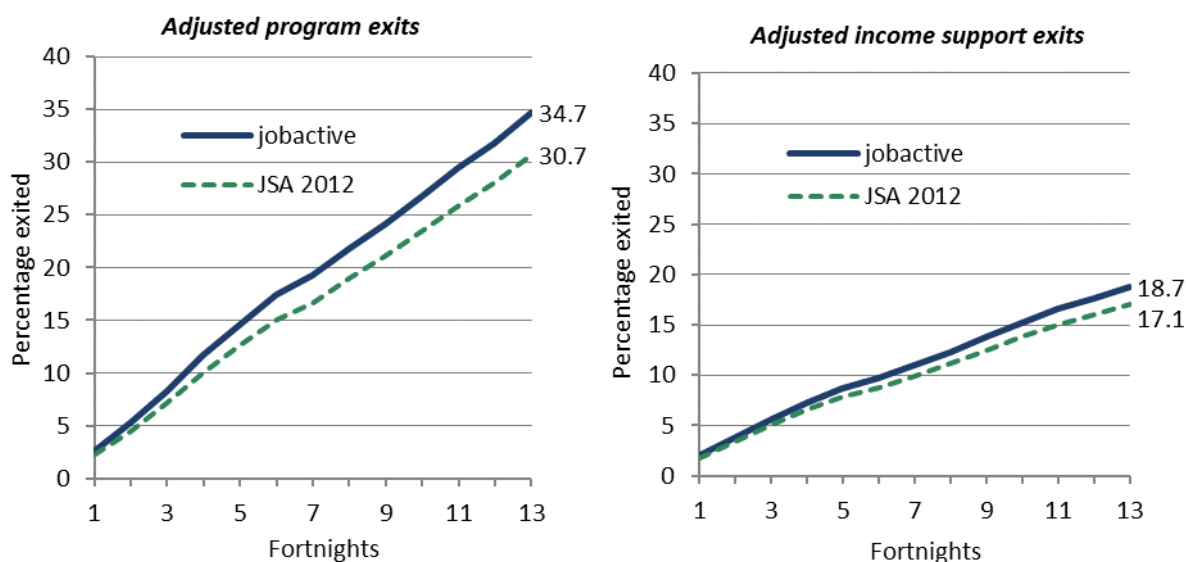 Adjusted program exits
40
35
30
25
20
15
10
5
0
Percentage exited
jobactive
JSA 2012
34.7
30.7
1 3 5 7 9 11 13
Fortnights
Adjusted income support exits
40
35
30
25
20
15
10
5
0
Percentage exited
jobactive
JSA 2012
18.7
17.1
1 3 5 7 9 11 13
Fortnights